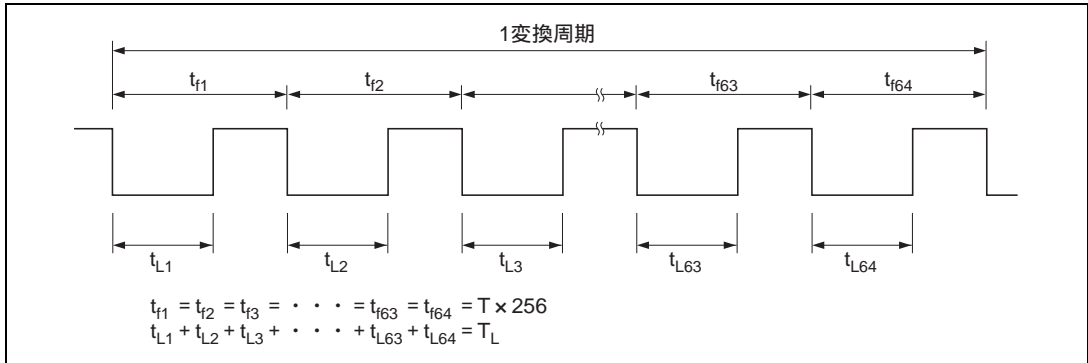 1変換周期
tf1 tf2 tf63 tf64
tL1 tL2 tL3 tL63 tL64
tf1 = tf2 = tf3 = ・・・ = tf63 = tf64 = T × 256
tL1 + tL2 + tL3 + ・・・ + tL63 + tL64 = TL